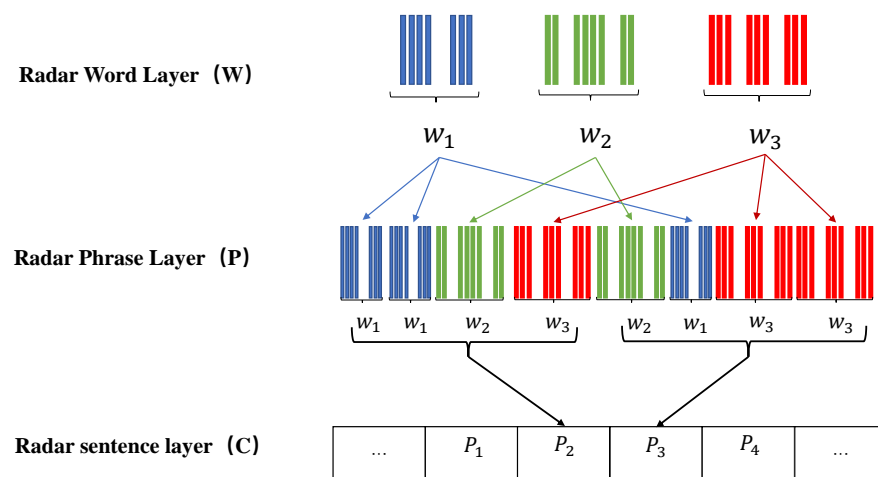 Radar Word Layer（W）
w₁ w₂ w₃
Radar Phrase Layer（P）
w₁ w₁ w₂ w₃ w₂ w₁ w₃ w₃
Radar sentence layer（C）
... P₁ P₂ P₃ P₄ ...